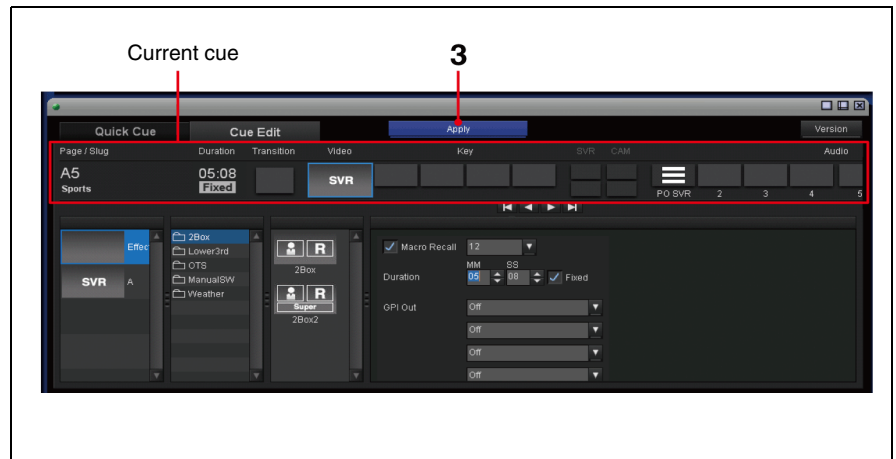 Current cue
3
Quick Cue
Cue Edit
Apply
Version
Page / Slug
Duration
Transition
Video
Key
SVR
CAM
Audio
A5
Sports
05:08
Fixed
SVR
PO SVR
2
3
4
5
Effec
SVR
A
2Box
Lower3rd
OTS
ManualSW
Weather
R
2Box
R
Super
2Box2
Macro Recall
12
MM
SS
Duration
05
08
Fixed
GPI Out
Off
Off
Off
Off